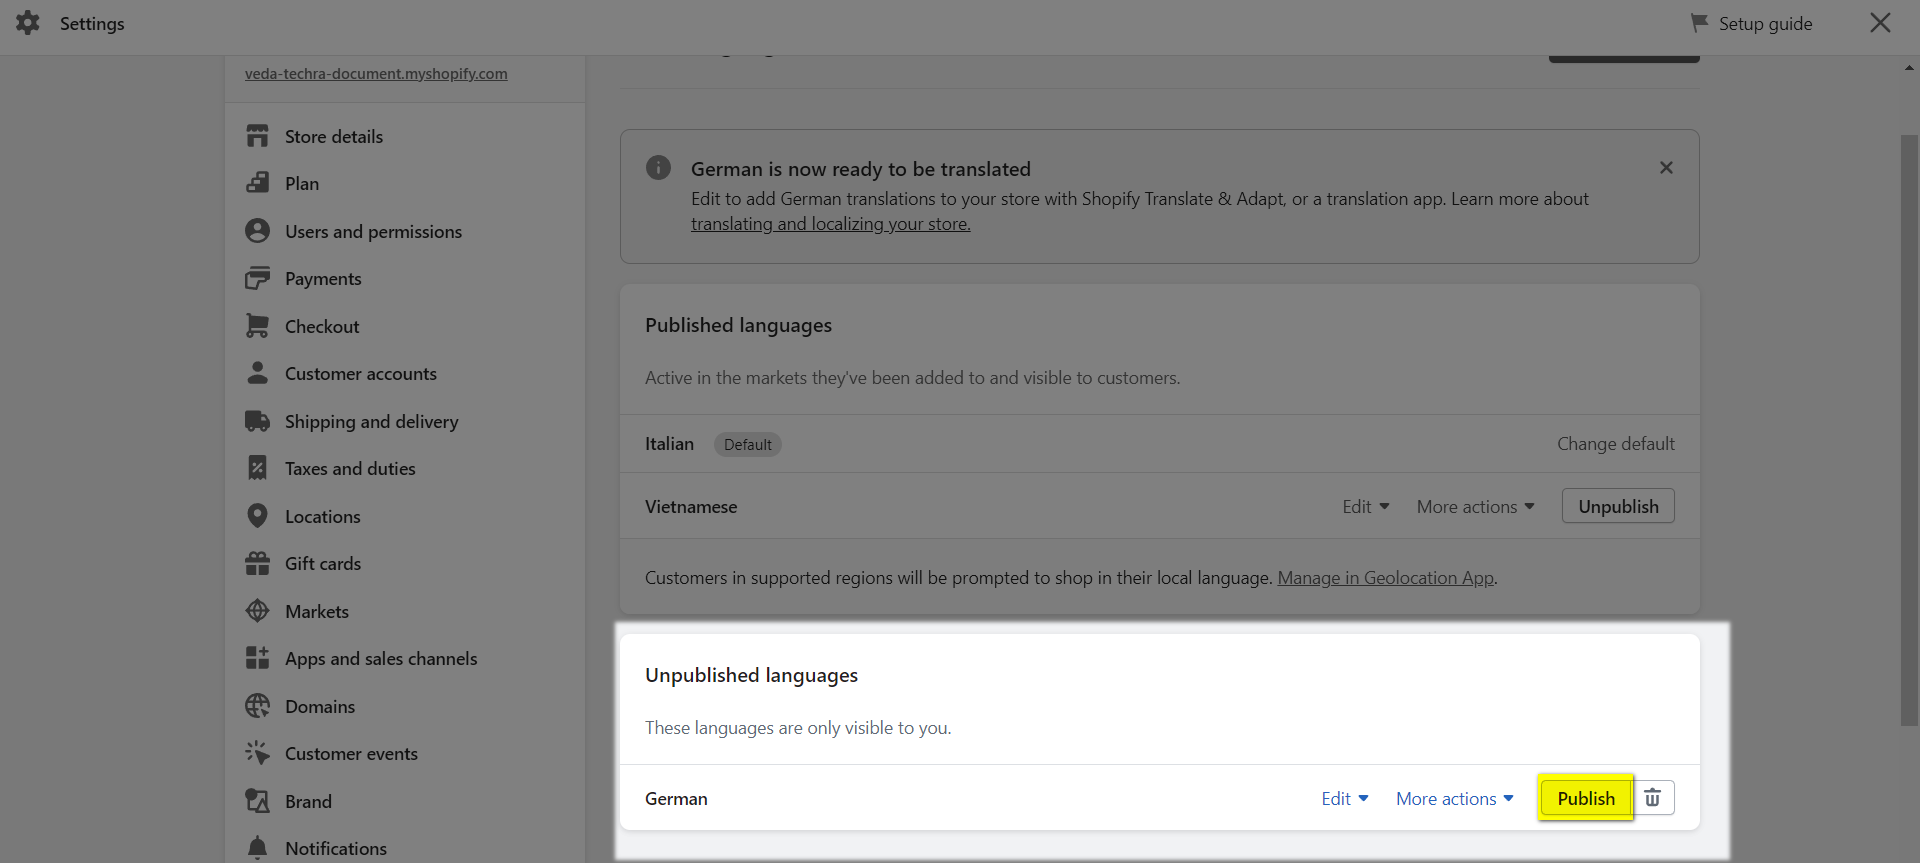 Settings
Setup guide
veda-techra-document.myshopify.com
Store details
Plan
Users and permissions
Payments
Checkout
Customer accounts
Shipping and delivery
Taxes and duties
Locations
Gift cards
Markets
Apps and sales channels
Domains
Customer events
Brand
Notifications
German is now ready to be translated
Edit to add German translations to your store with Shopify Translate & Adapt, or a translation app. Learn more about
translating and localizing your store.
Published languages
Active in the markets they've been added to and visible to customers.
Italian Default Change default
Vietnamese Edit More actions Unpublish
Customers in supported regions will be prompted to shop in their local language. Manage in Geolocation App.
Unpublished languages
These languages are only visible to you.
German Edit More actions Publish